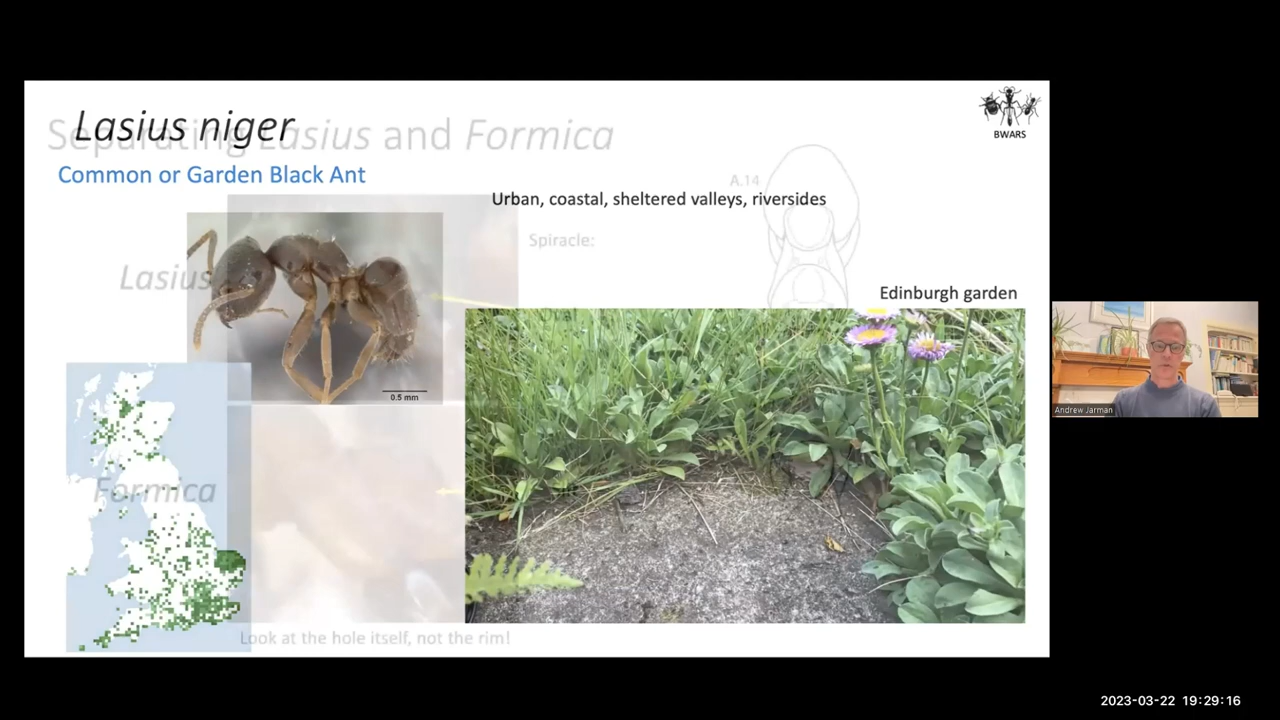 Lasius niger
Separating Lasius and Formica
BWARS
Common or Garden Black Ant
A.14
Urban, coastal, sheltered valleys, riversides
Spiracle:
Lasius
Edinburgh garden
0.5 mm
Andrew Jarman
Formica
Look at the hole itself, not the rim!
2023-03-22 19:29:16